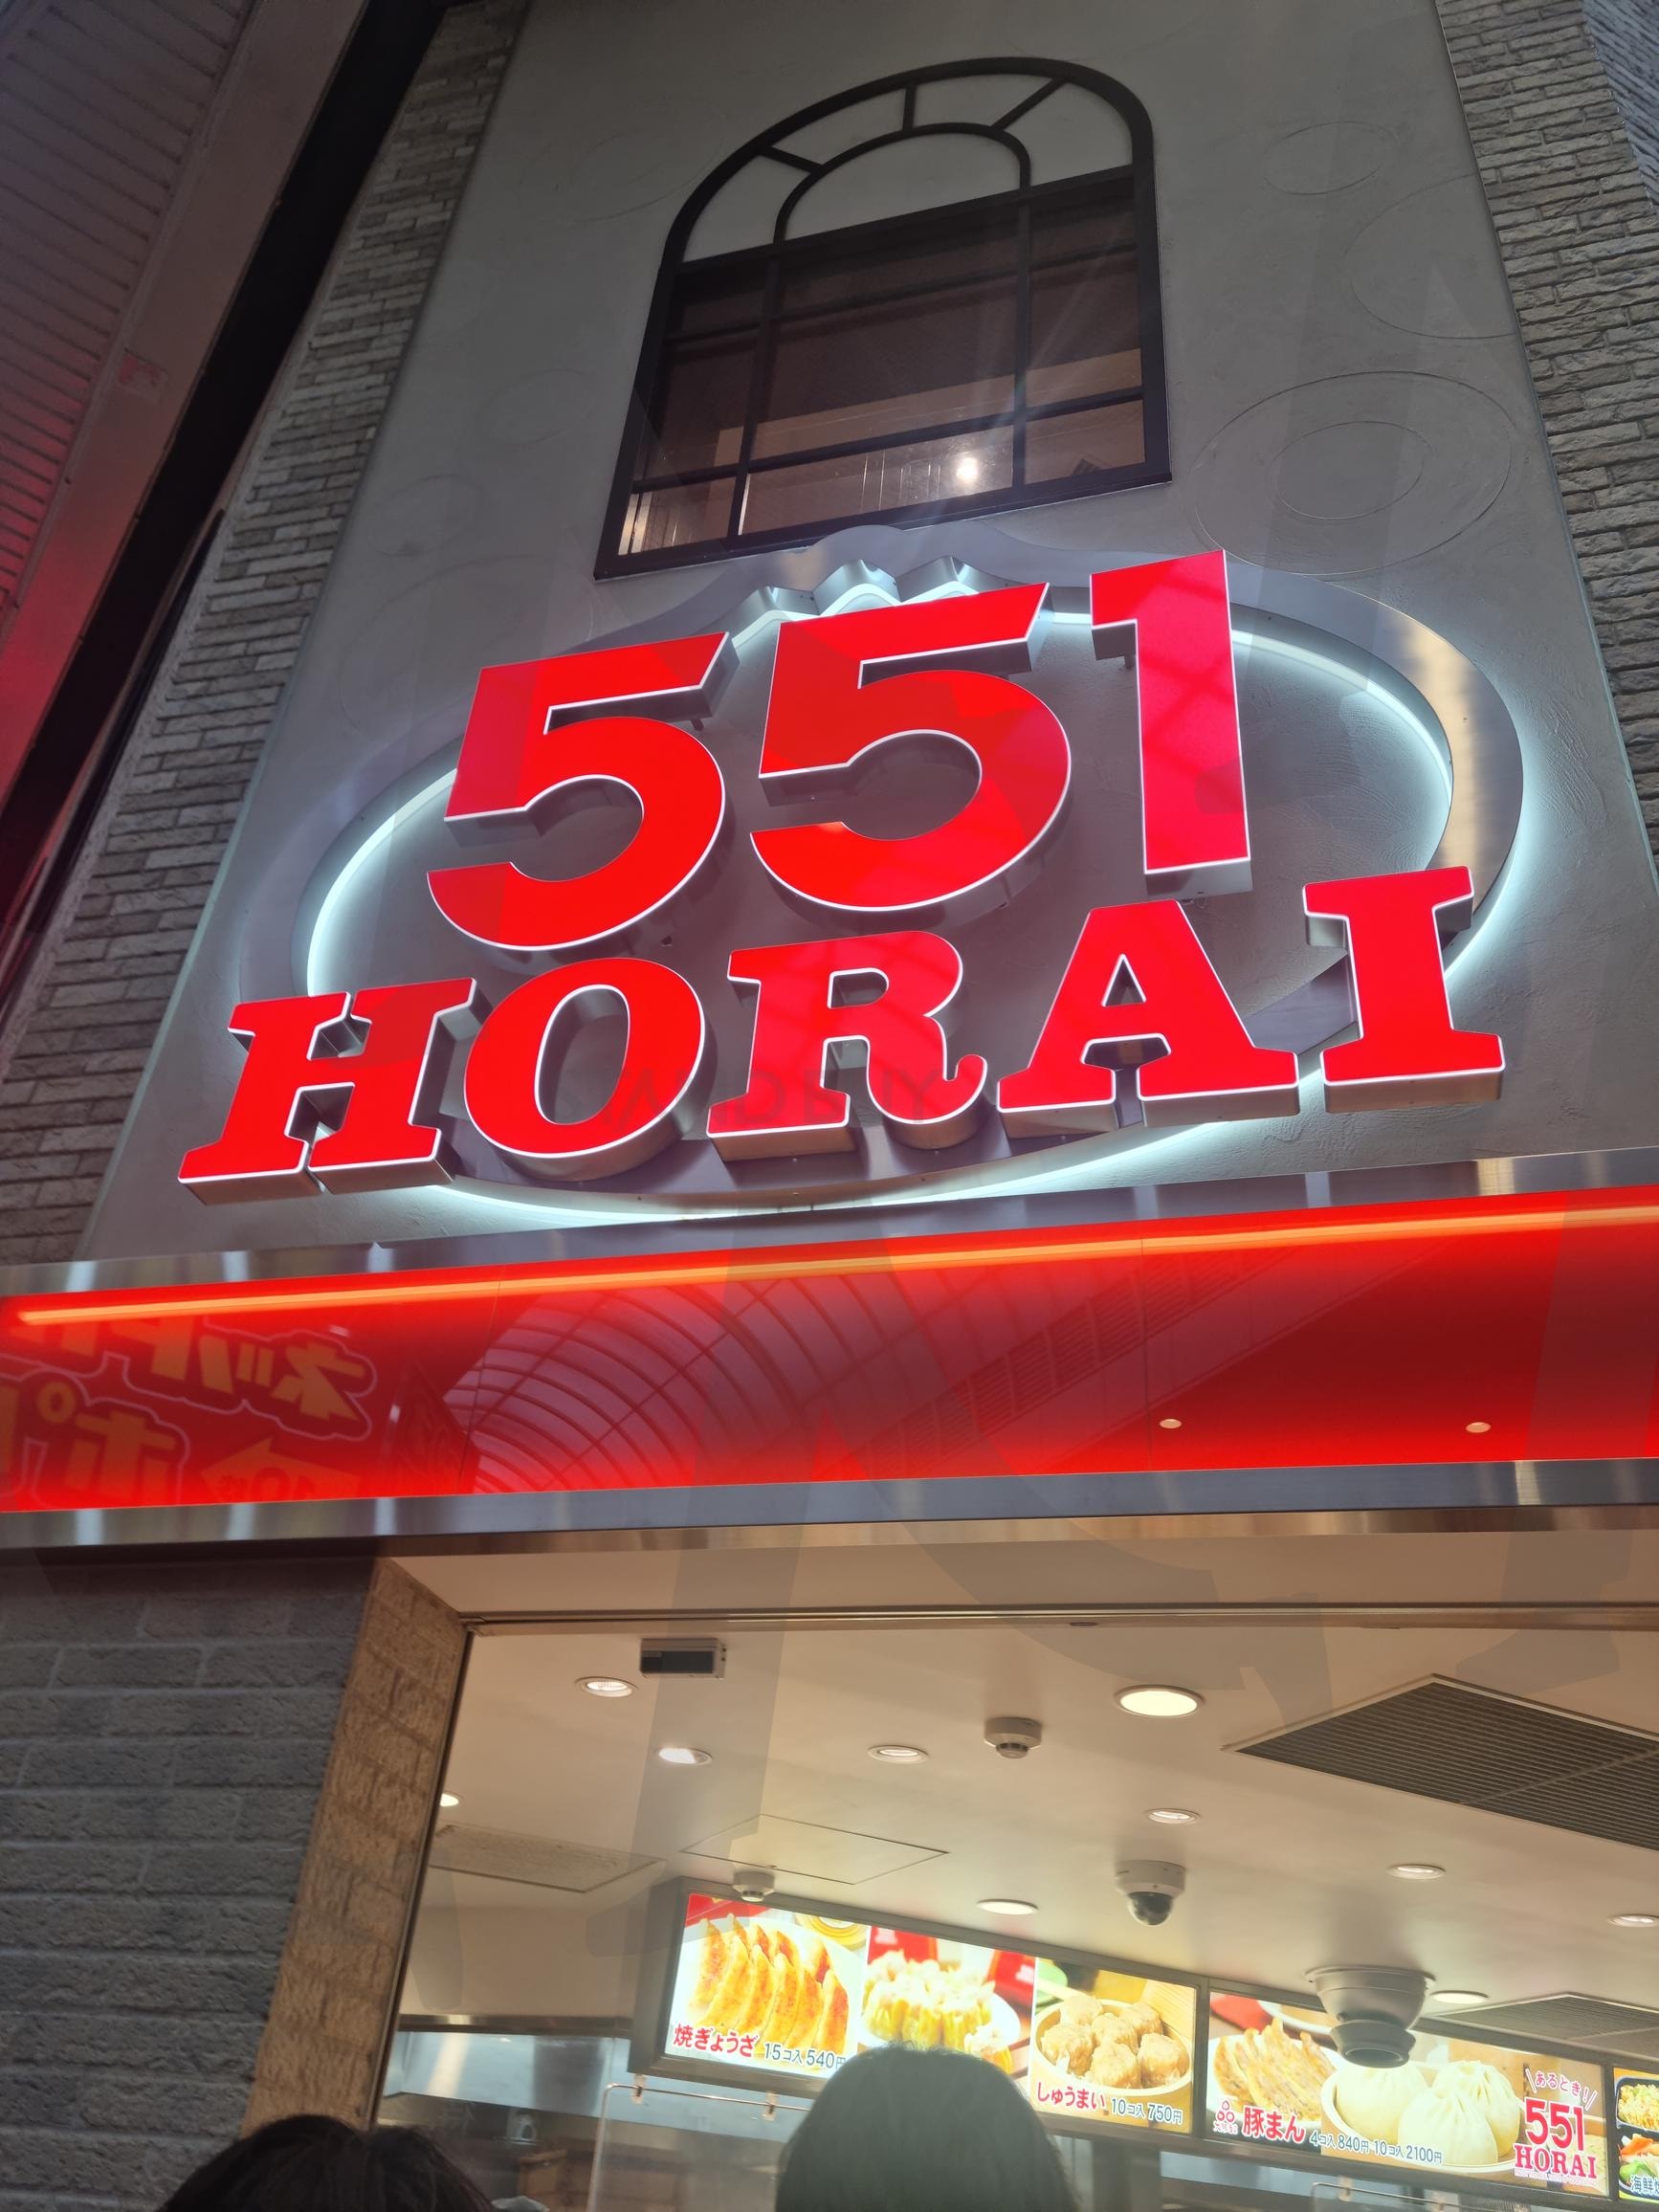 551
HORAI
焼ぎょうざ 15コ入 540円
しゅうまい 10コ入 750円
豚まん 4コ入 840円 10コ入 2100円
あるとき!
551
HORAI
海鮮